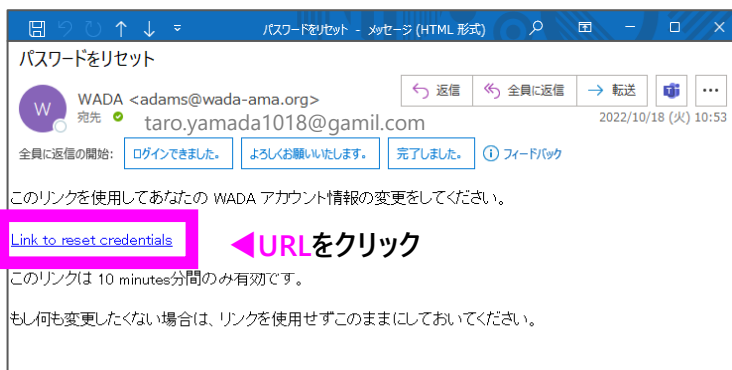 パスワードをリセット - メッセージ (HTML 形式)
パスワードをリセット
W
WADA <adams@wada-ama.org>
宛先 taro.yamada1018@gamil.com
返信 全員に返信 転送
2022/10/18 (火) 10:53
全員に返信の開始: ログインできました。 よろしくお願いいたします。 完了しました。 フィードバック
このリンクを使用してあなたの WADA アカウント情報の変更をしてください。
Link to reset credentials ◀URLをクリック
このリンクは 10 minutes分間のみ有効です。
もし何も変更したくない場合は、リンクを使用せずこのままにしておいてください。